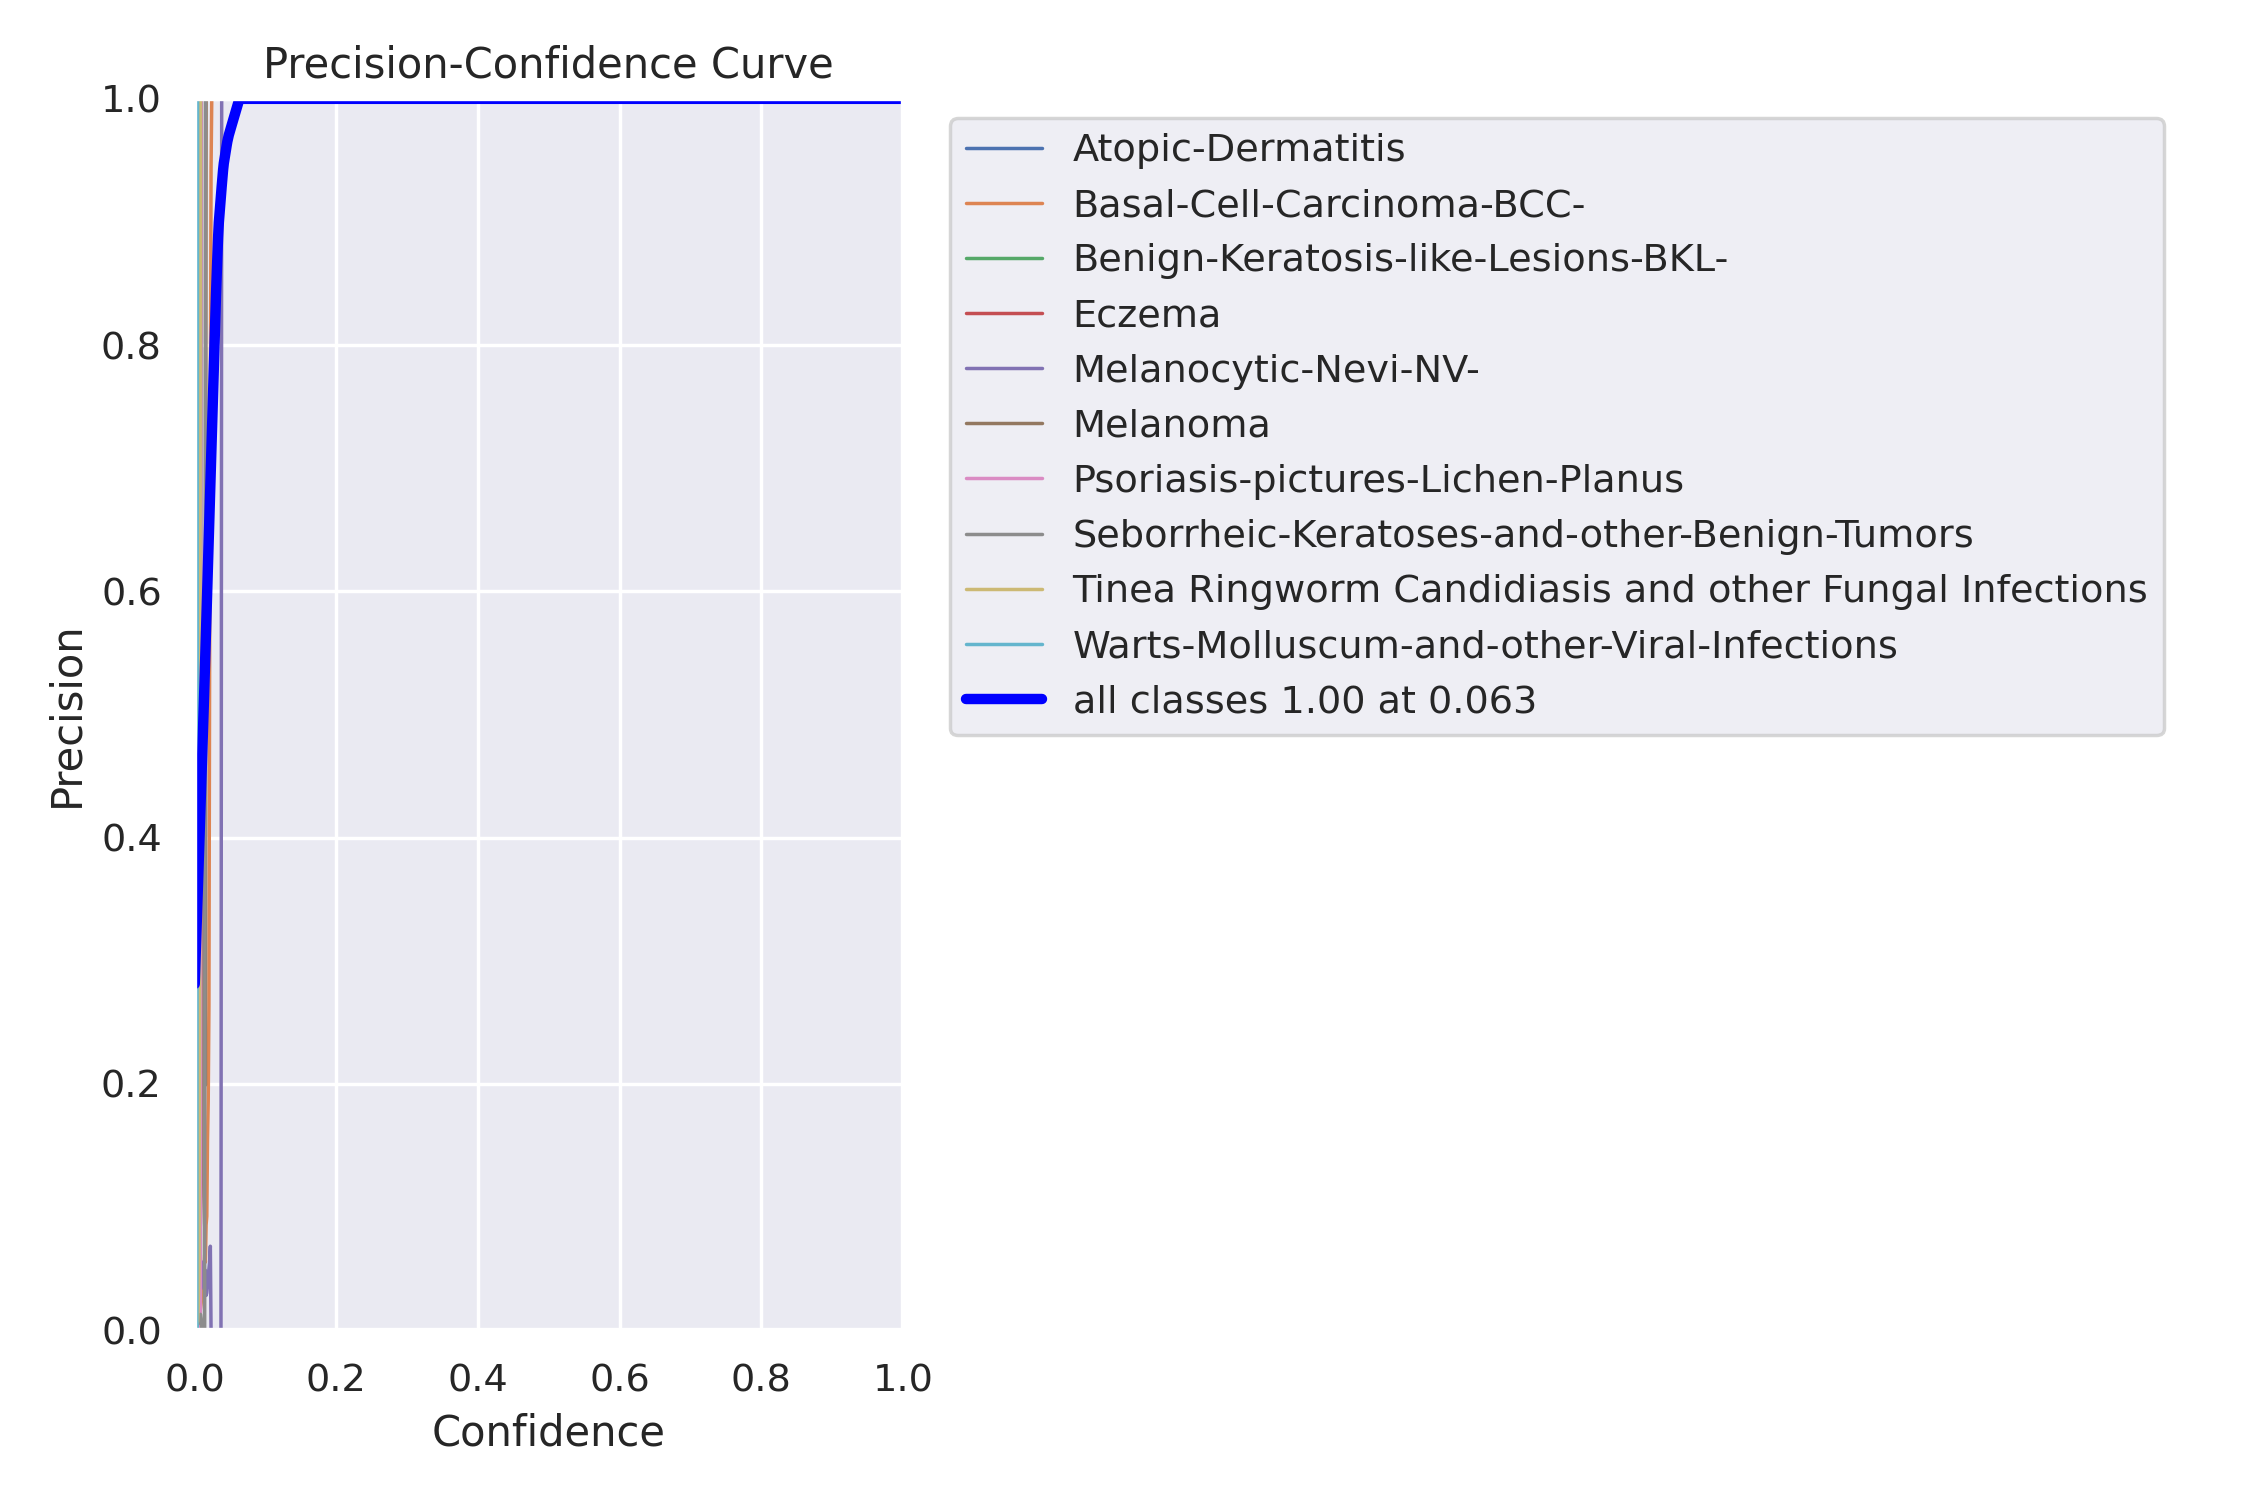 Precision-Confidence Curve
1.0
0.8
0.6
0.4
0.2
0.0
Precision
0.0 0.2 0.4 0.6 0.8 1.0
Confidence
Atopic-Dermatitis
Basal-Cell-Carcinoma-BCC-
Benign-Keratosis-like-Lesions-BKL-
Eczema
Melanocytic-Nevi-NV-
Melanoma
Psoriasis-pictures-Lichen-Planus
Seborrheic-Keratoses-and-other-Benign-Tumors
Tinea Ringworm Candidiasis and other Fungal Infections
Warts-Molluscum-and-other-Viral-Infections
all classes 1.00 at 0.063